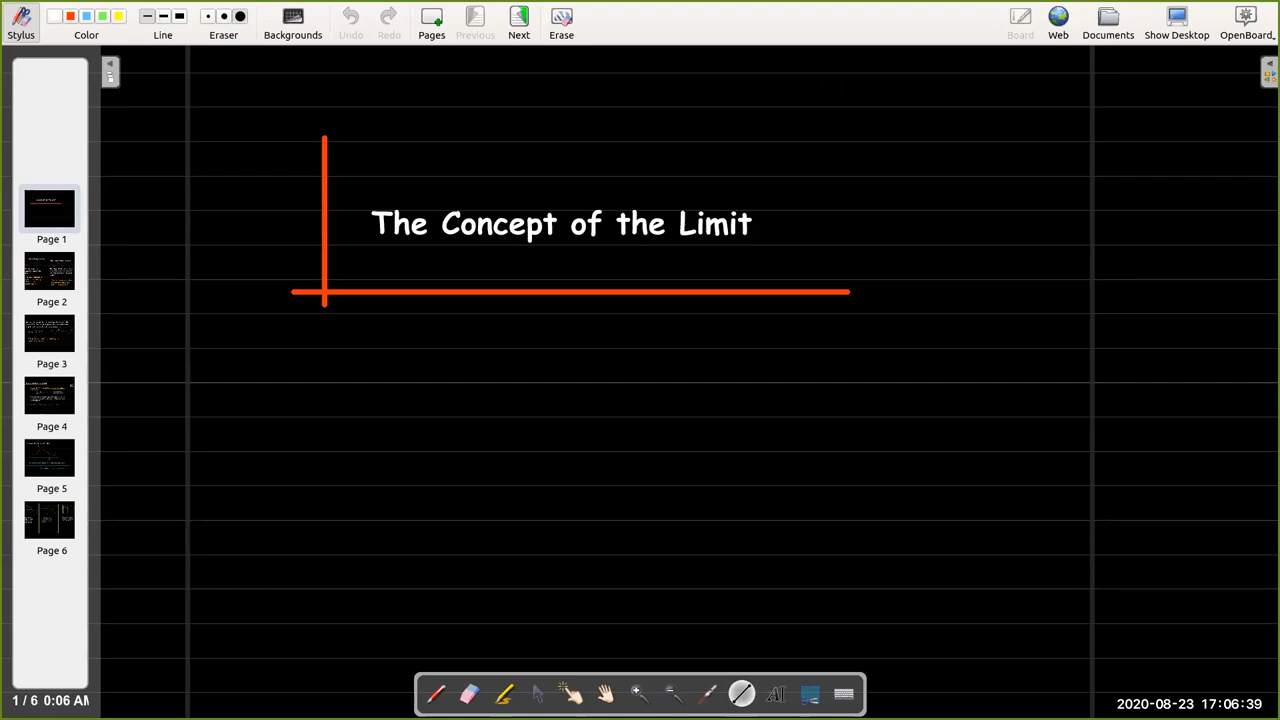 Stylus Color Line Eraser Backgrounds Undo Redo Pages Previous Next Erase Board Web Documents Show Desktop OpenBoard
The Concept of the Limit
Page 1
Page 2
Page 3
Page 4
Page 5
Page 6
AI
1 / 6 0:06 AM
2020-08-23 17:06:39